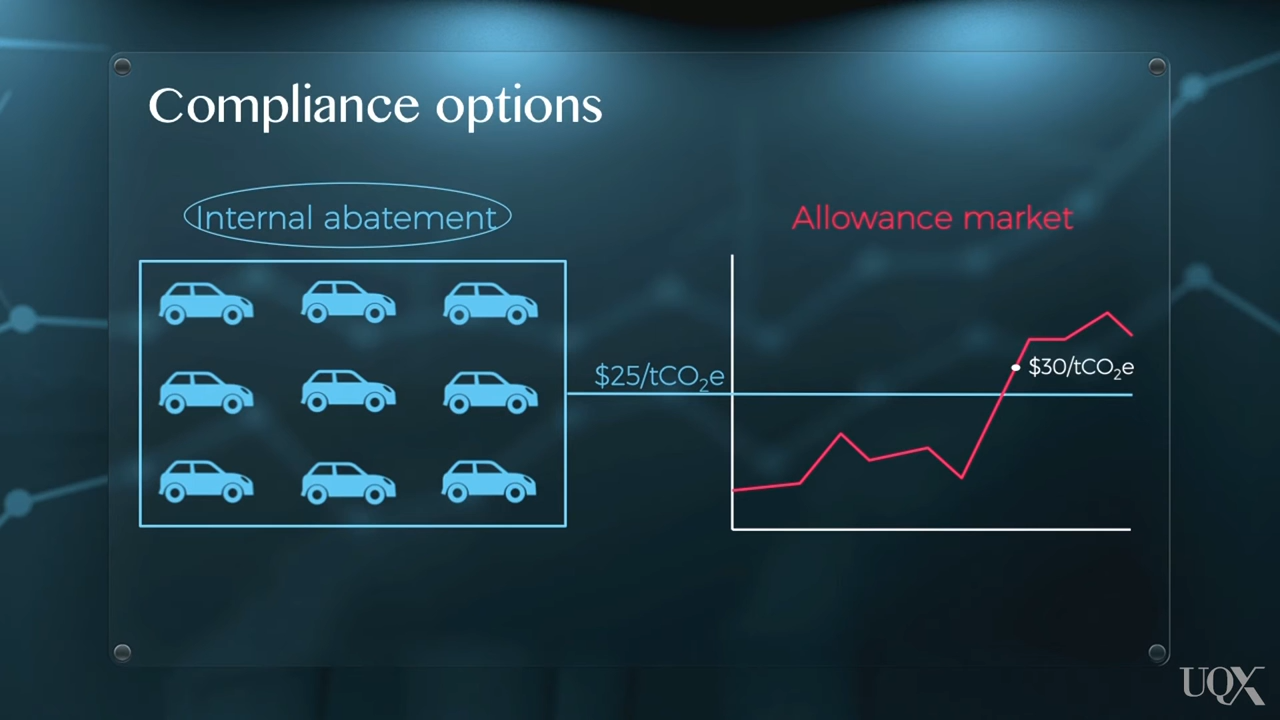 Compliance options
Internal abatement
Allowance market
$25/tCO₂e
$30/tCO₂e
UQX